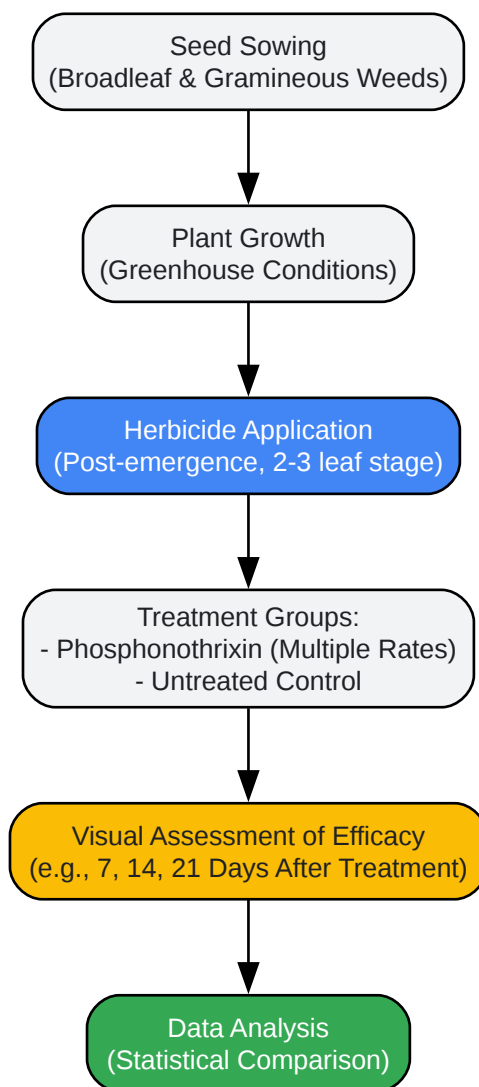 Seed Sowing
(Broadleaf & Gramineous Weeds)
Plant Growth
(Greenhouse Conditions)
Herbicide Application
(Post-emergence, 2-3 leaf stage)
Treatment Groups:
- Phosphonothrixin (Multiple Rates)
- Untreated Control
Visual Assessment of Efficacy
(e.g., 7, 14, 21 Days After Treatment)
Data Analysis
(Statistical Comparison)